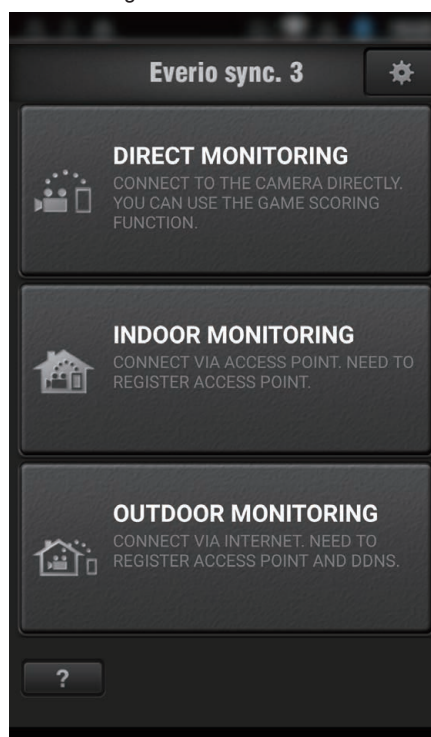 Everio sync. 3
DIRECT MONITORING
CONNECT TO THE CAMERA DIRECTLY.
YOU CAN USE THE GAME SCORING
FUNCTION.
INDOOR MONITORING
CONNECT VIA ACCESS POINT. NEED TO
REGISTER ACCESS POINT.
OUTDOOR MONITORING
CONNECT VIA INTERNET. NEED TO
REGISTER ACCESS POINT AND DDNS.
?